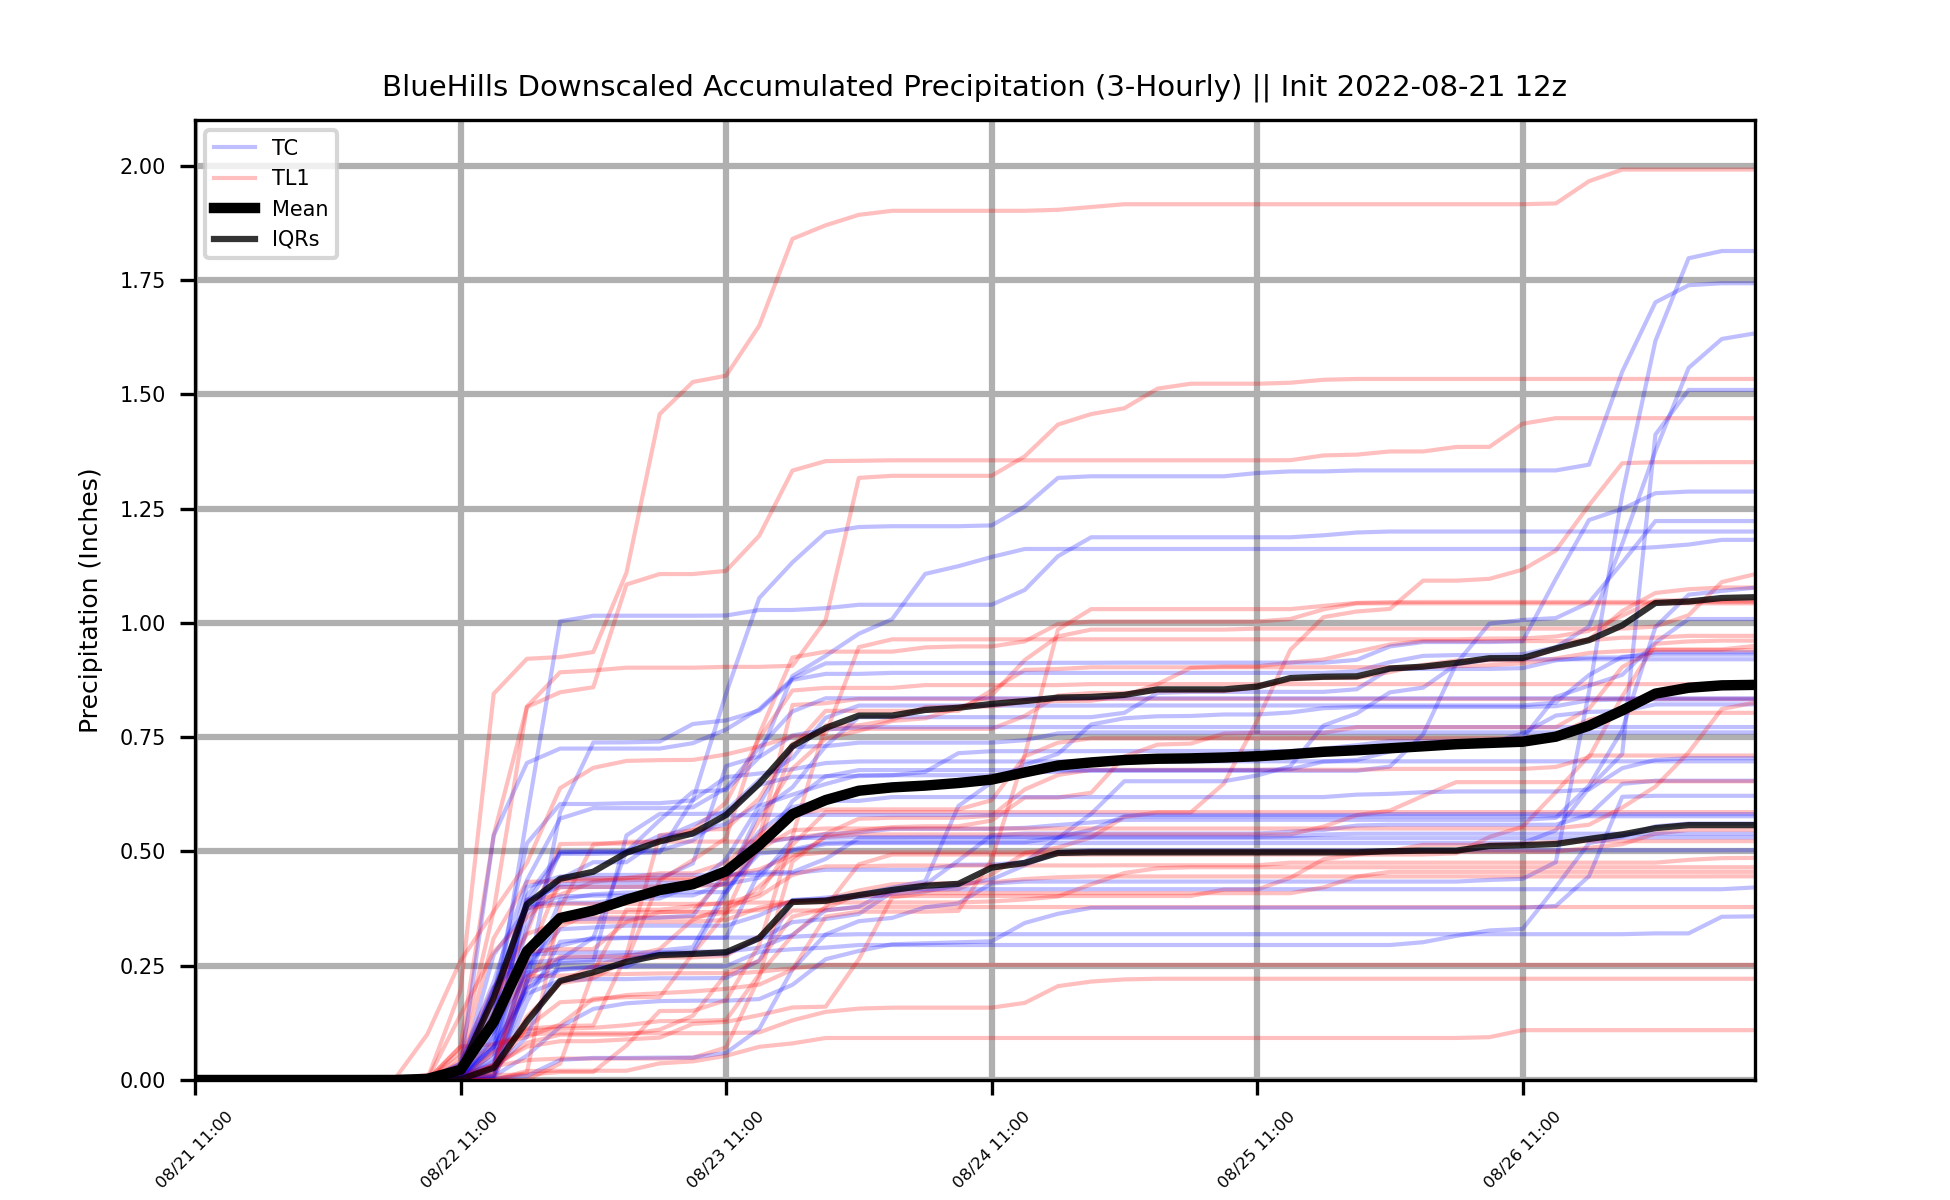 BlueHills Downscaled Accumulated Precipitation (3-Hourly) || Init 2022-08-21 12z
TC
TL1
Mean
IQRs
Precipitation (Inches)
2.00
1.75
1.50
1.25
1.00
0.75
0.50
0.25
0.00
08/21 11:00
08/22 11:00
08/23 11:00
08/24 11:00
08/25 11:00
08/26 11:00